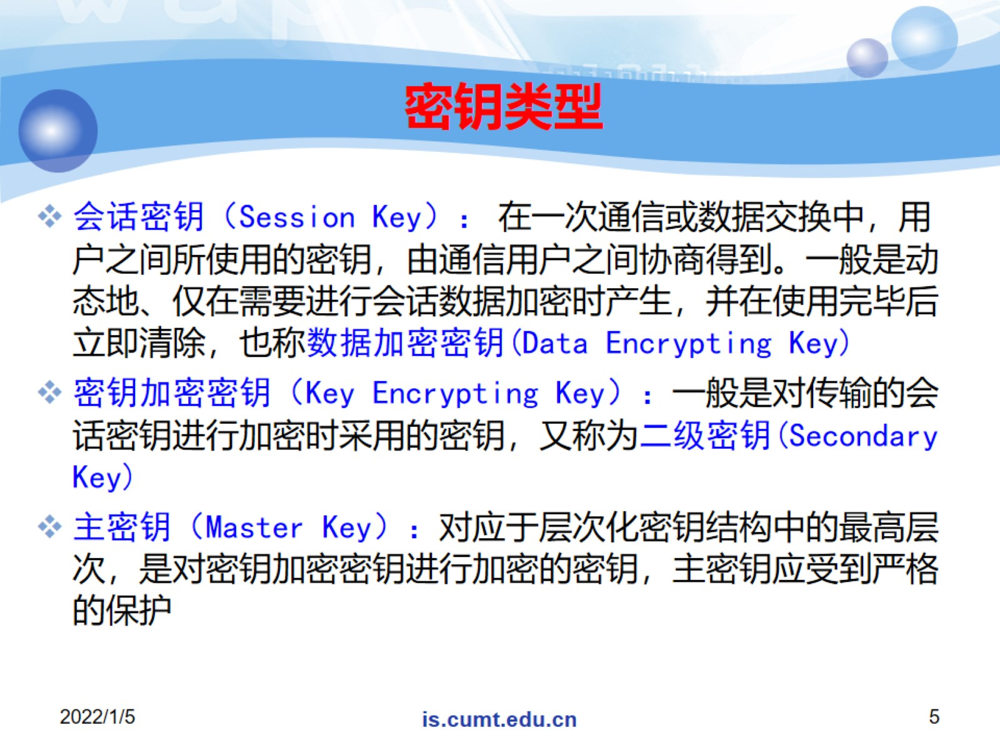 密钥类型
会话密钥（Session Key）： 在一次通信或数据交换中，用
户之间所使用的密钥，由通信用户之间协商得到。一般是动
态地、仅在需要进行会话数据加密时产生，并在使用完毕后
立即清除，也称数据加密密钥(Data Encrypting Key)
密钥加密密钥（Key Encrypting Key）：一般是对传输的会
话密钥进行加密时采用的密钥，又称为二级密钥(Secondary
Key)
主密钥（Master Key）：对应于层次化密钥结构中的最高层
次，是对密钥加密密钥进行加密的密钥，主密钥应受到严格
的保护
2022/1/5
is.cumt.edu.cn
5